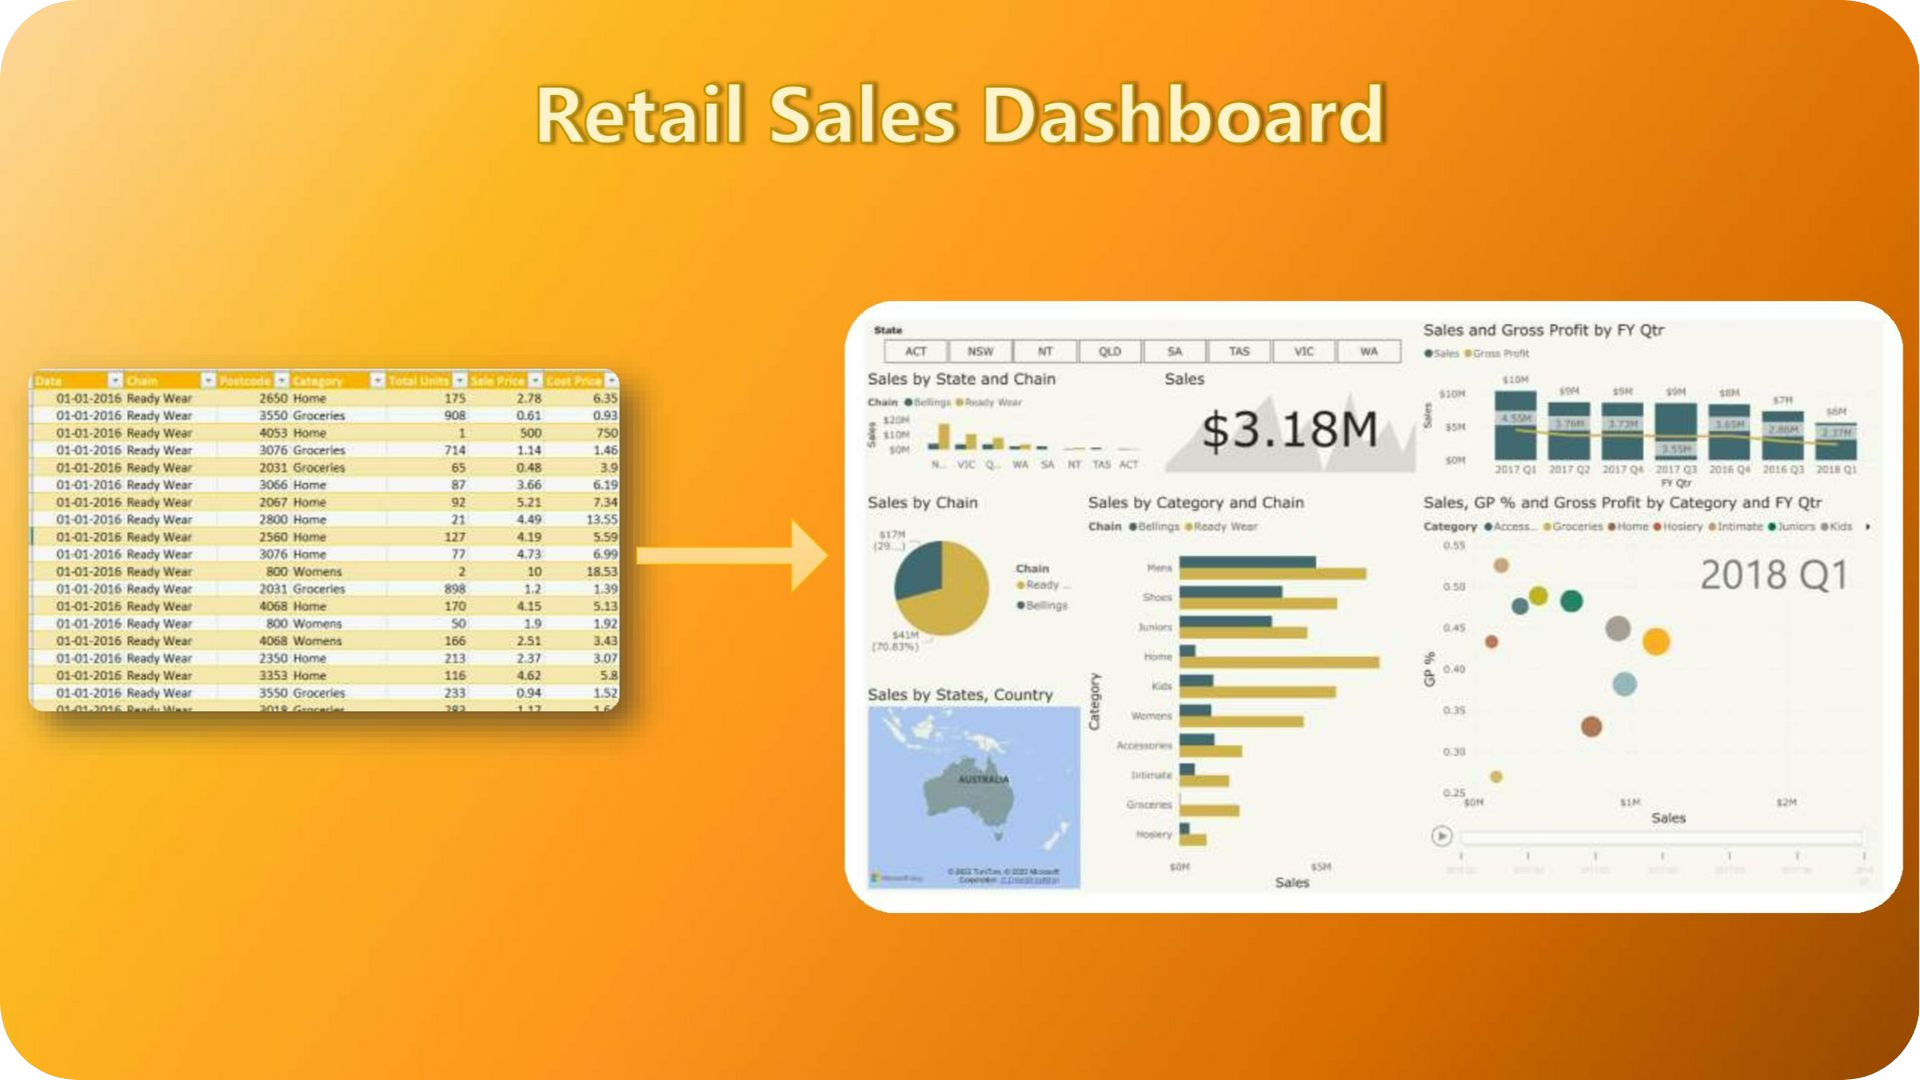 Retail Sales Dashboard
Date Chain Postcode Category Total Units Sale Price Cost Price
01-01-2016 Ready Wear 2650 Home 175 2.78 6.35
01-01-2016 Ready Wear 3550 Groceries 908 0.61 0.93
01-01-2016 Ready Wear 4053 Home 1 500 750
01-01-2016 Ready Wear 3076 Groceries 714 1.14 1.46
01-01-2016 Ready Wear 2031 Groceries 65 0.48 3.9
01-01-2016 Ready Wear 3066 Home 87 3.66 6.19
01-01-2016 Ready Wear 2067 Home 92 5.21 7.34
01-01-2016 Ready Wear 2800 Home 21 4.49 13.55
01-01-2016 Ready Wear 2560 Home 127 4.19 5.59
01-01-2016 Ready Wear 3076 Home 77 4.73 6.99
01-01-2016 Ready Wear 800 Womens 2 10 18.53
01-01-2016 Ready Wear 2031 Groceries 898 1.2 1.39
01-01-2016 Ready Wear 4068 Home 170 4.15 5.13
01-01-2016 Ready Wear 800 Womens 50 1.9 1.92
01-01-2016 Ready Wear 4068 Womens 166 2.51 3.43
01-01-2016 Ready Wear 2350 Home 213 2.37 3.07
01-01-2016 Ready Wear 3353 Home 116 4.62 5.8
01-01-2016 Ready Wear 3550 Groceries 233 0.94 1.52
State
ACT NSW NT QLD SA TAS VIC WA
Sales by State and Chain
Chain Bellings Ready Wear
Sales
$20M
$10M
$0M
N... VIC Q... WA SA NT TAS ACT
Sales
$3.18M
Sales and Gross Profit by FY Qtr
Sales Gross Profit
Sales
$10M
$5M
$0M
$10M $9M $9M $9M $8M $7M $6M
4.55M 3.76M 3.73M 3.55M 3.65M 2.86M 2.37M
2017 Q1 2017 Q2 2017 Q4 2017 Q3 2016 Q4 2016 Q3 2018 Q1
FY Qtr
Sales by Chain
$17M
(29....)
$41M
(70.83%)
Chain
Ready ...
Bellings
Sales by States, Country
AUSTRALIA
Sales by Category and Chain
Chain Bellings Ready Wear
Category
Mens
Shoes
Juniors
Home
Kids
Womens
Accessories
Intimate
Groceries
Hosiery
$0M $5M
Sales
Sales, GP % and Gross Profit by Category and FY Qtr
Category Access... Groceries Home Hosiery Intimate Juniors Kids
2018 Q1
GP %
0.55
0.50
0.45
0.40
0.35
0.30
0.25
$0M $1M $2M
Sales